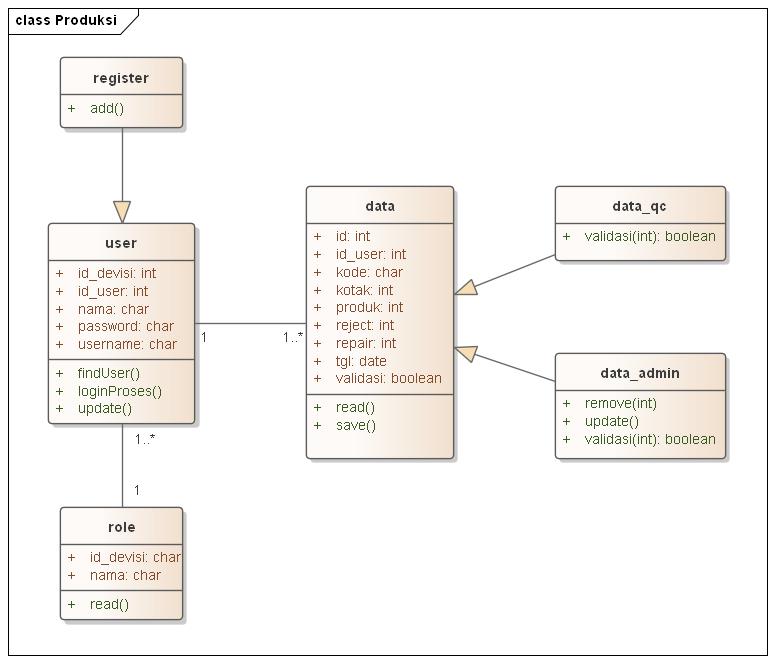 class Produksi
register
+ add()
user
+ id_devisi: int
+ id_user: int
+ nama: char
+ password: char
+ username: char
+ findUser()
+ loginProses()
+ update()
1
1..*
data
+ id: int
+ id_user: int
+ kode: char
+ kotak: int
+ produk: int
+ reject: int
+ repair: int
+ tgl: date
+ validasi: boolean
+ read()
+ save()
data_qc
+ validasi(int): boolean
data_admin
+ remove(int)
+ update()
+ validasi(int): boolean
1..*
1
role
+ id_devisi: char
+ nama: char
+ read()